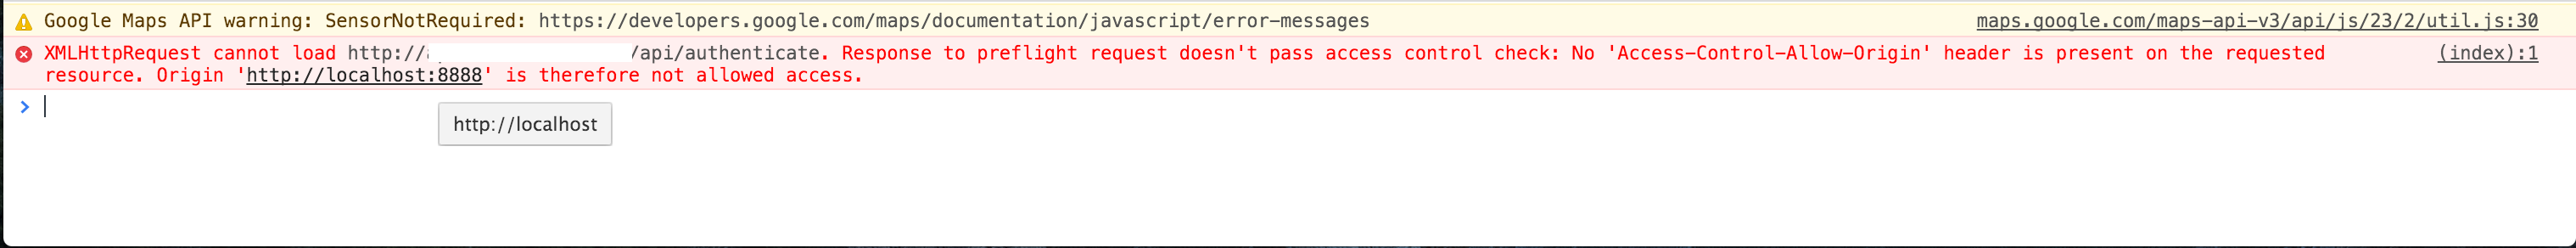 Google Maps API warning: SensorNotRequired: https://developers.google.com/maps/documentation/javascript/error-messages maps.google.com/maps-api-v3/api/js/23/2/util.js:30
XMLHttpRequest cannot load http:// /api/authenticate. Response to preflight request doesn't pass access control check: No 'Access-Control-Allow-Origin' header is present on the requested (index):1
resource. Origin 'http://localhost:8888' is therefore not allowed access.
>
http://localhost